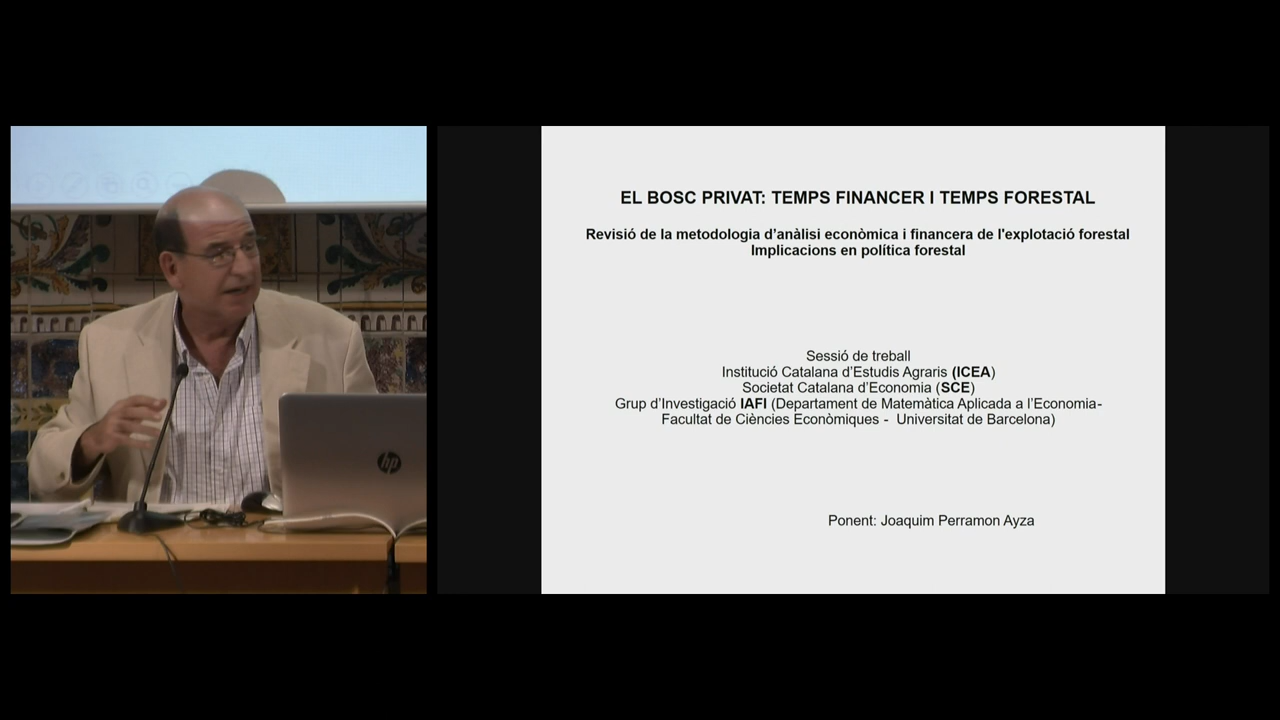 EL BOSC PRIVAT: TEMPS FINANCER I TEMPS FORESTAL
Revisió de la metodologia d’anàlisi econòmica i financera de l'explotació forestal
Implicacions en política forestal
Sessió de treball
Institució Catalana d’Estudis Agraris (ICEA)
Societat Catalana d’Economia (SCE)
Grup d’Investigació IAFI (Departament de Matemàtica Aplicada a l’Economia-
Facultat de Ciències Econòmiques - Universitat de Barcelona)
Ponent: Joaquim Perramon Ayza
hp